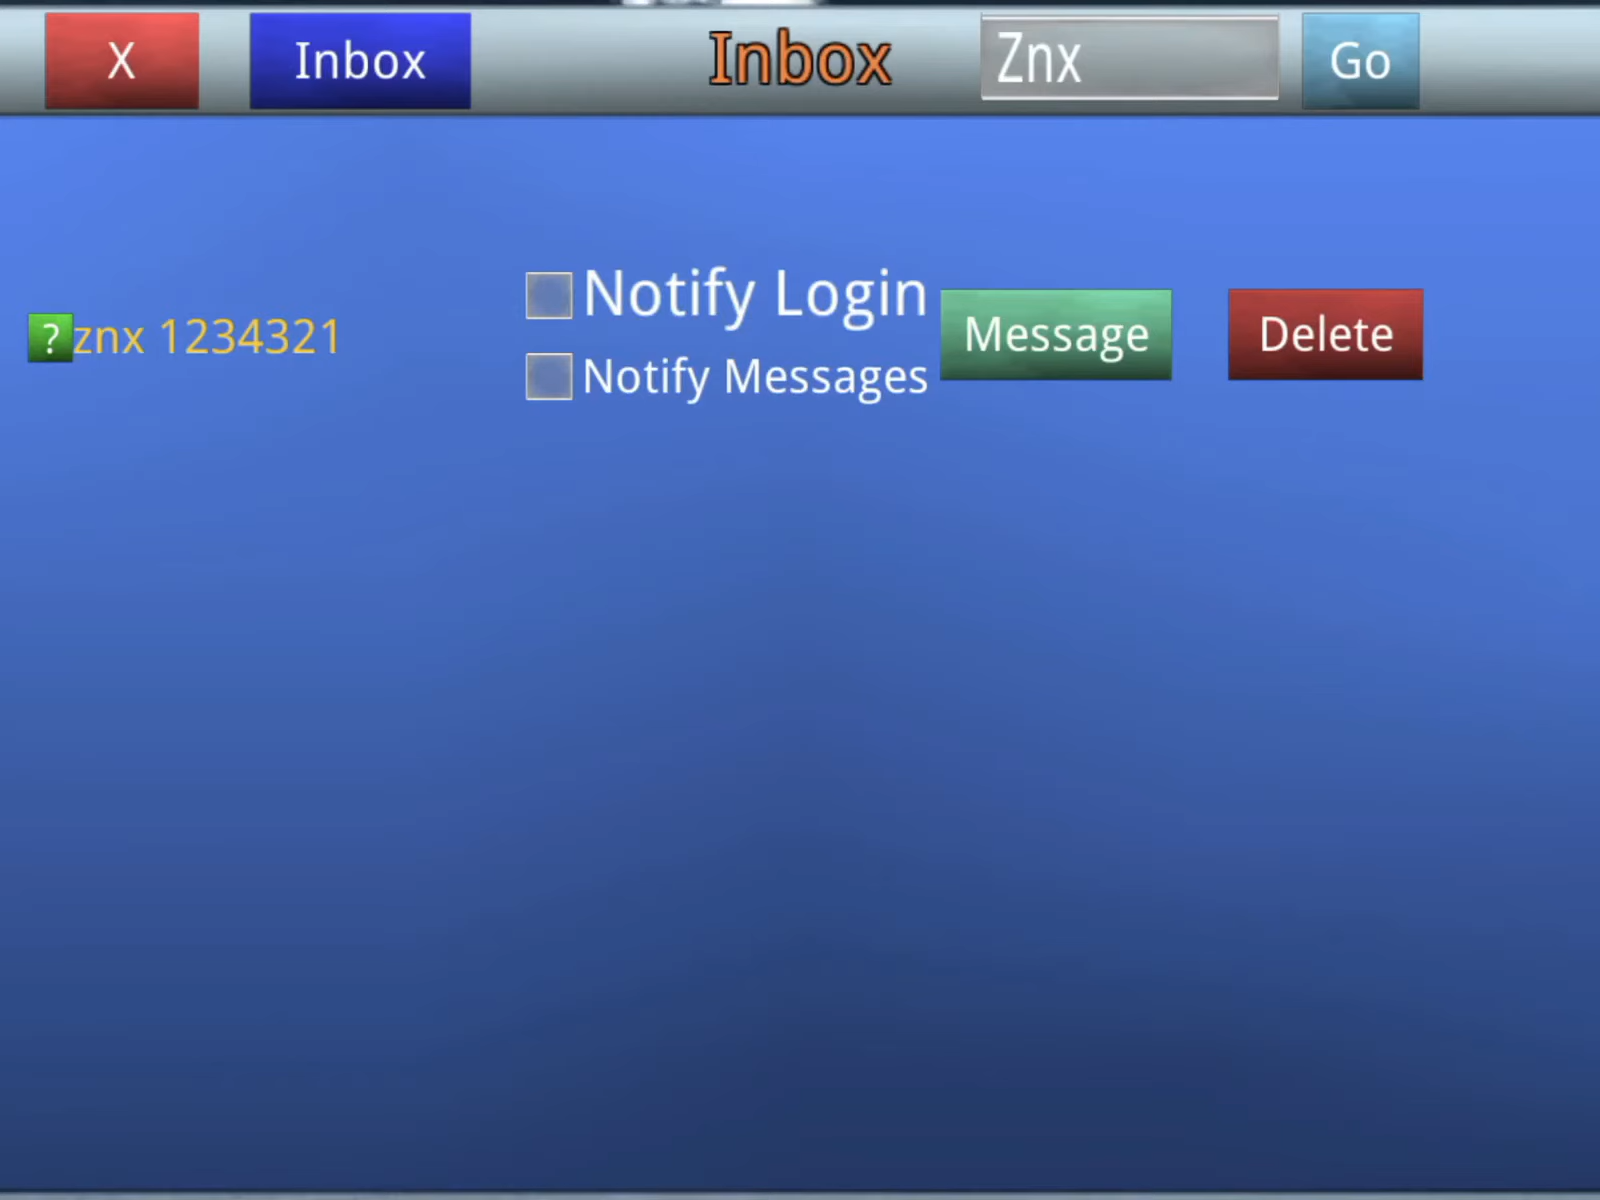 X
Inbox
Inbox
Znx
Go
? znx 1234321
Notify Login
Notify Messages
Message
Delete